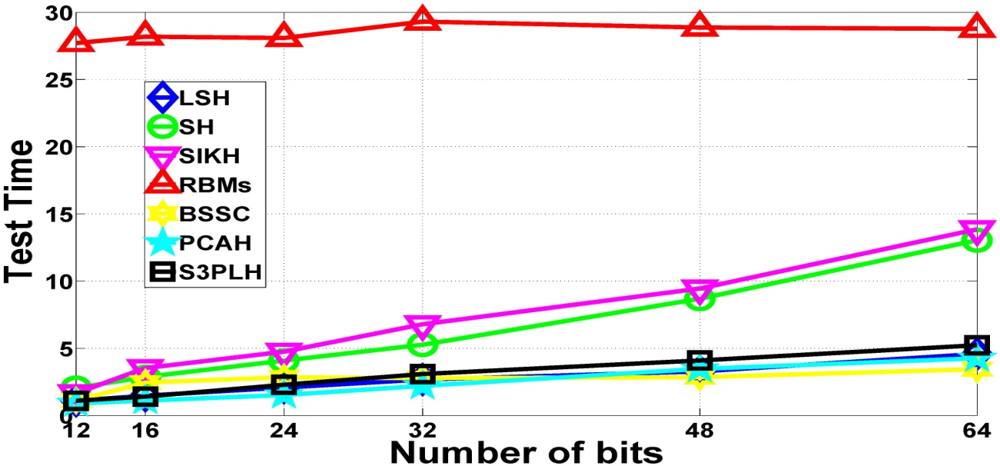 30
25
20
15
10
5
0
Test Time
LSH
SH
SIKH
RBMs
BSSC
PCAH
S3PLH
12 16 24 32 48 64
Number of bits